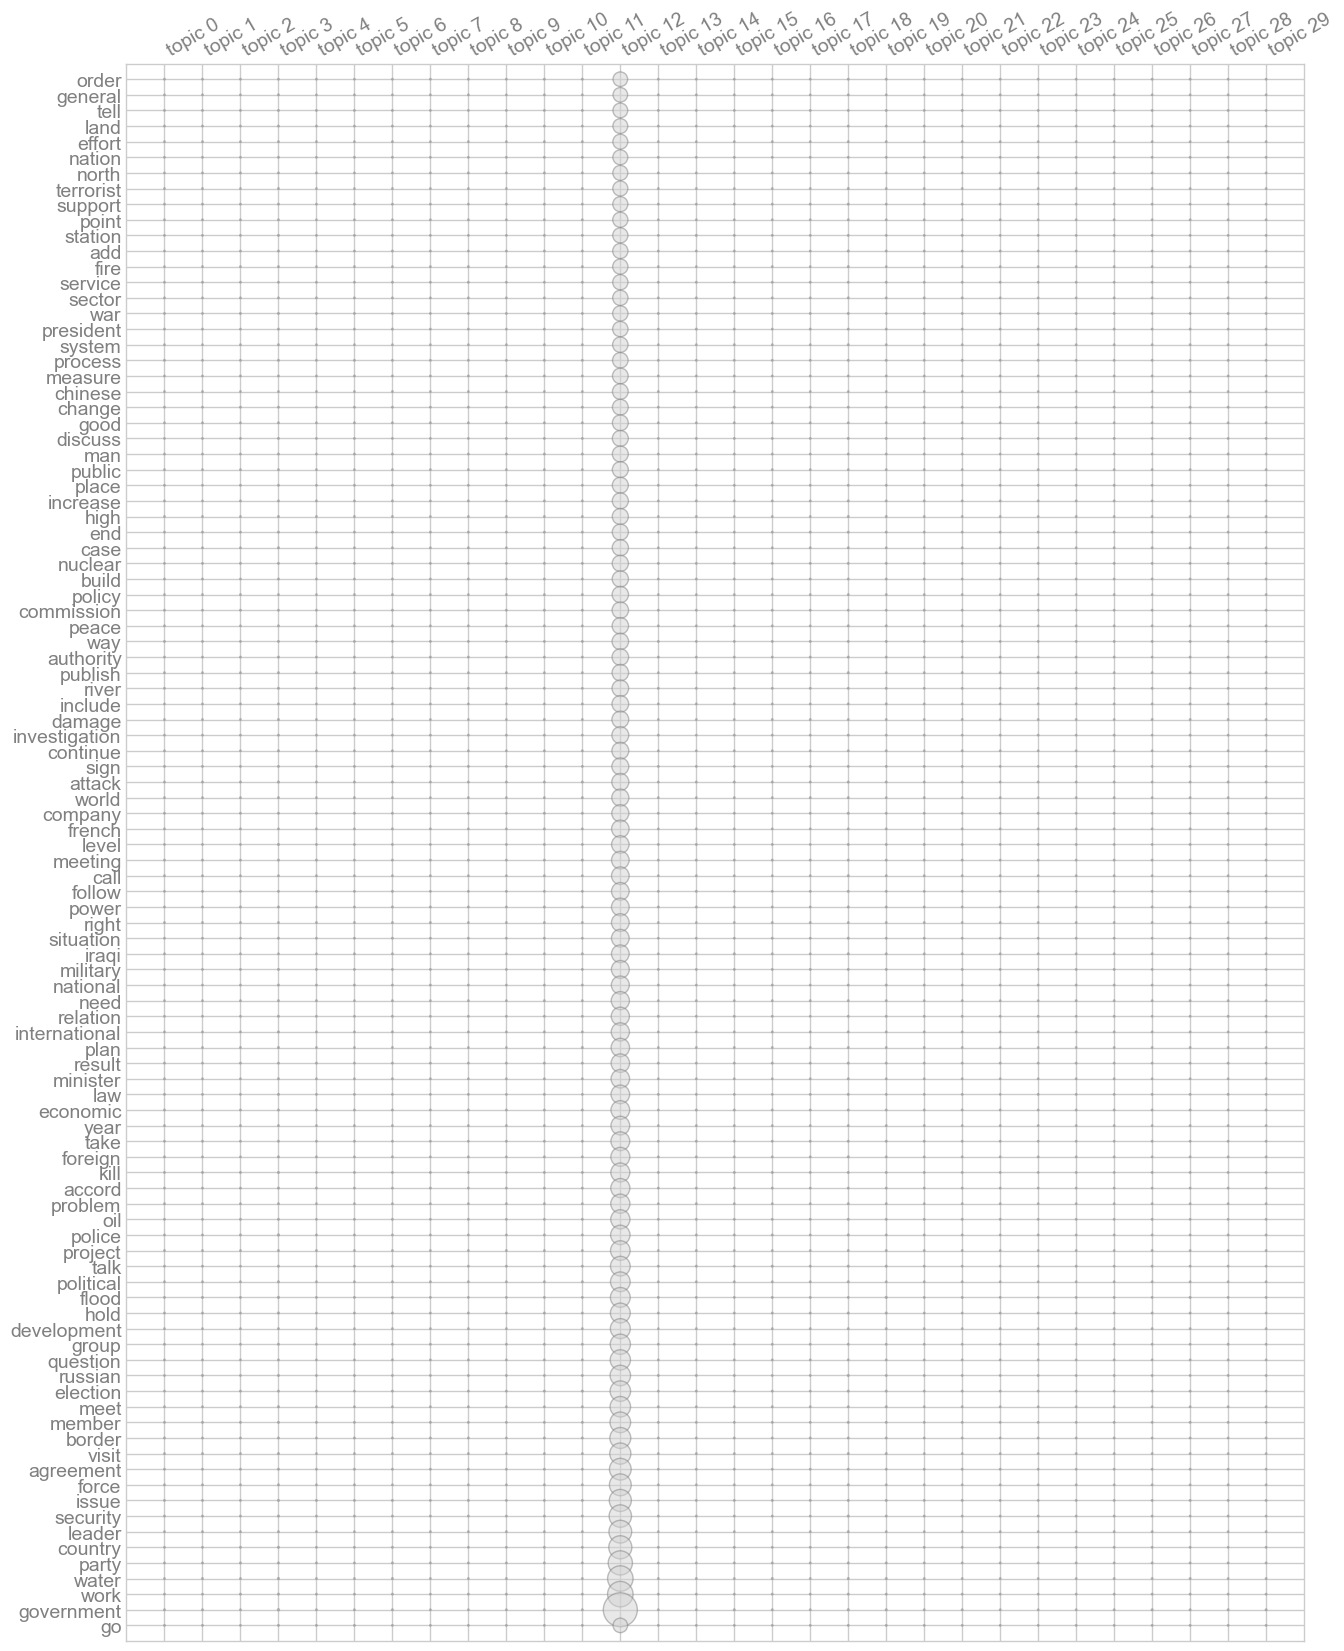 topic 0 topic 1 topic 2 topic 3 topic 4 topic 5 topic 6 topic 7 topic 8 topic 9 topic 10 topic 11 topic 12 topic 13 topic 14 topic 15 topic 16 topic 17 topic 18 topic 19 topic 20 topic 21 topic 22 topic 23 topic 24 topic 25 topic 26 topic 27 topic 28 topic 29
order
general
tell
land
effort
nation
north
terrorist
support
point
station
add
fire
service
sector
war
president
system
process
measure
chinese
change
good
discuss
man
public
place
increase
high
end
case
nuclear
build
policy
commission
peace
way
authority
publish
river
include
damage
investigation
continue
sign
attack
world
company
french
level
meeting
call
follow
power
right
situation
iraqi
military
national
need
relation
international
plan
result
minister
law
economic
year
take
foreign
kill
accord
problem
oil
police
project
talk
political
flood
hold
development
group
question
russian
election
meet
member
border
visit
agreement
force
issue
security
leader
country
party
water
work
government
go